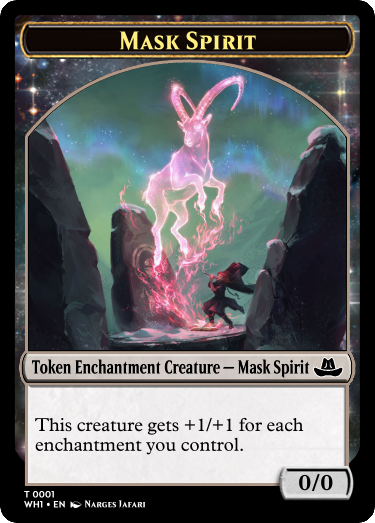 Mask Spirit
Token Enchantment Creature — Mask Spirit
This creature gets +1/+1 for each
enchantment you control.
0/0
T 0001
WH1 • EN Narges Jafari